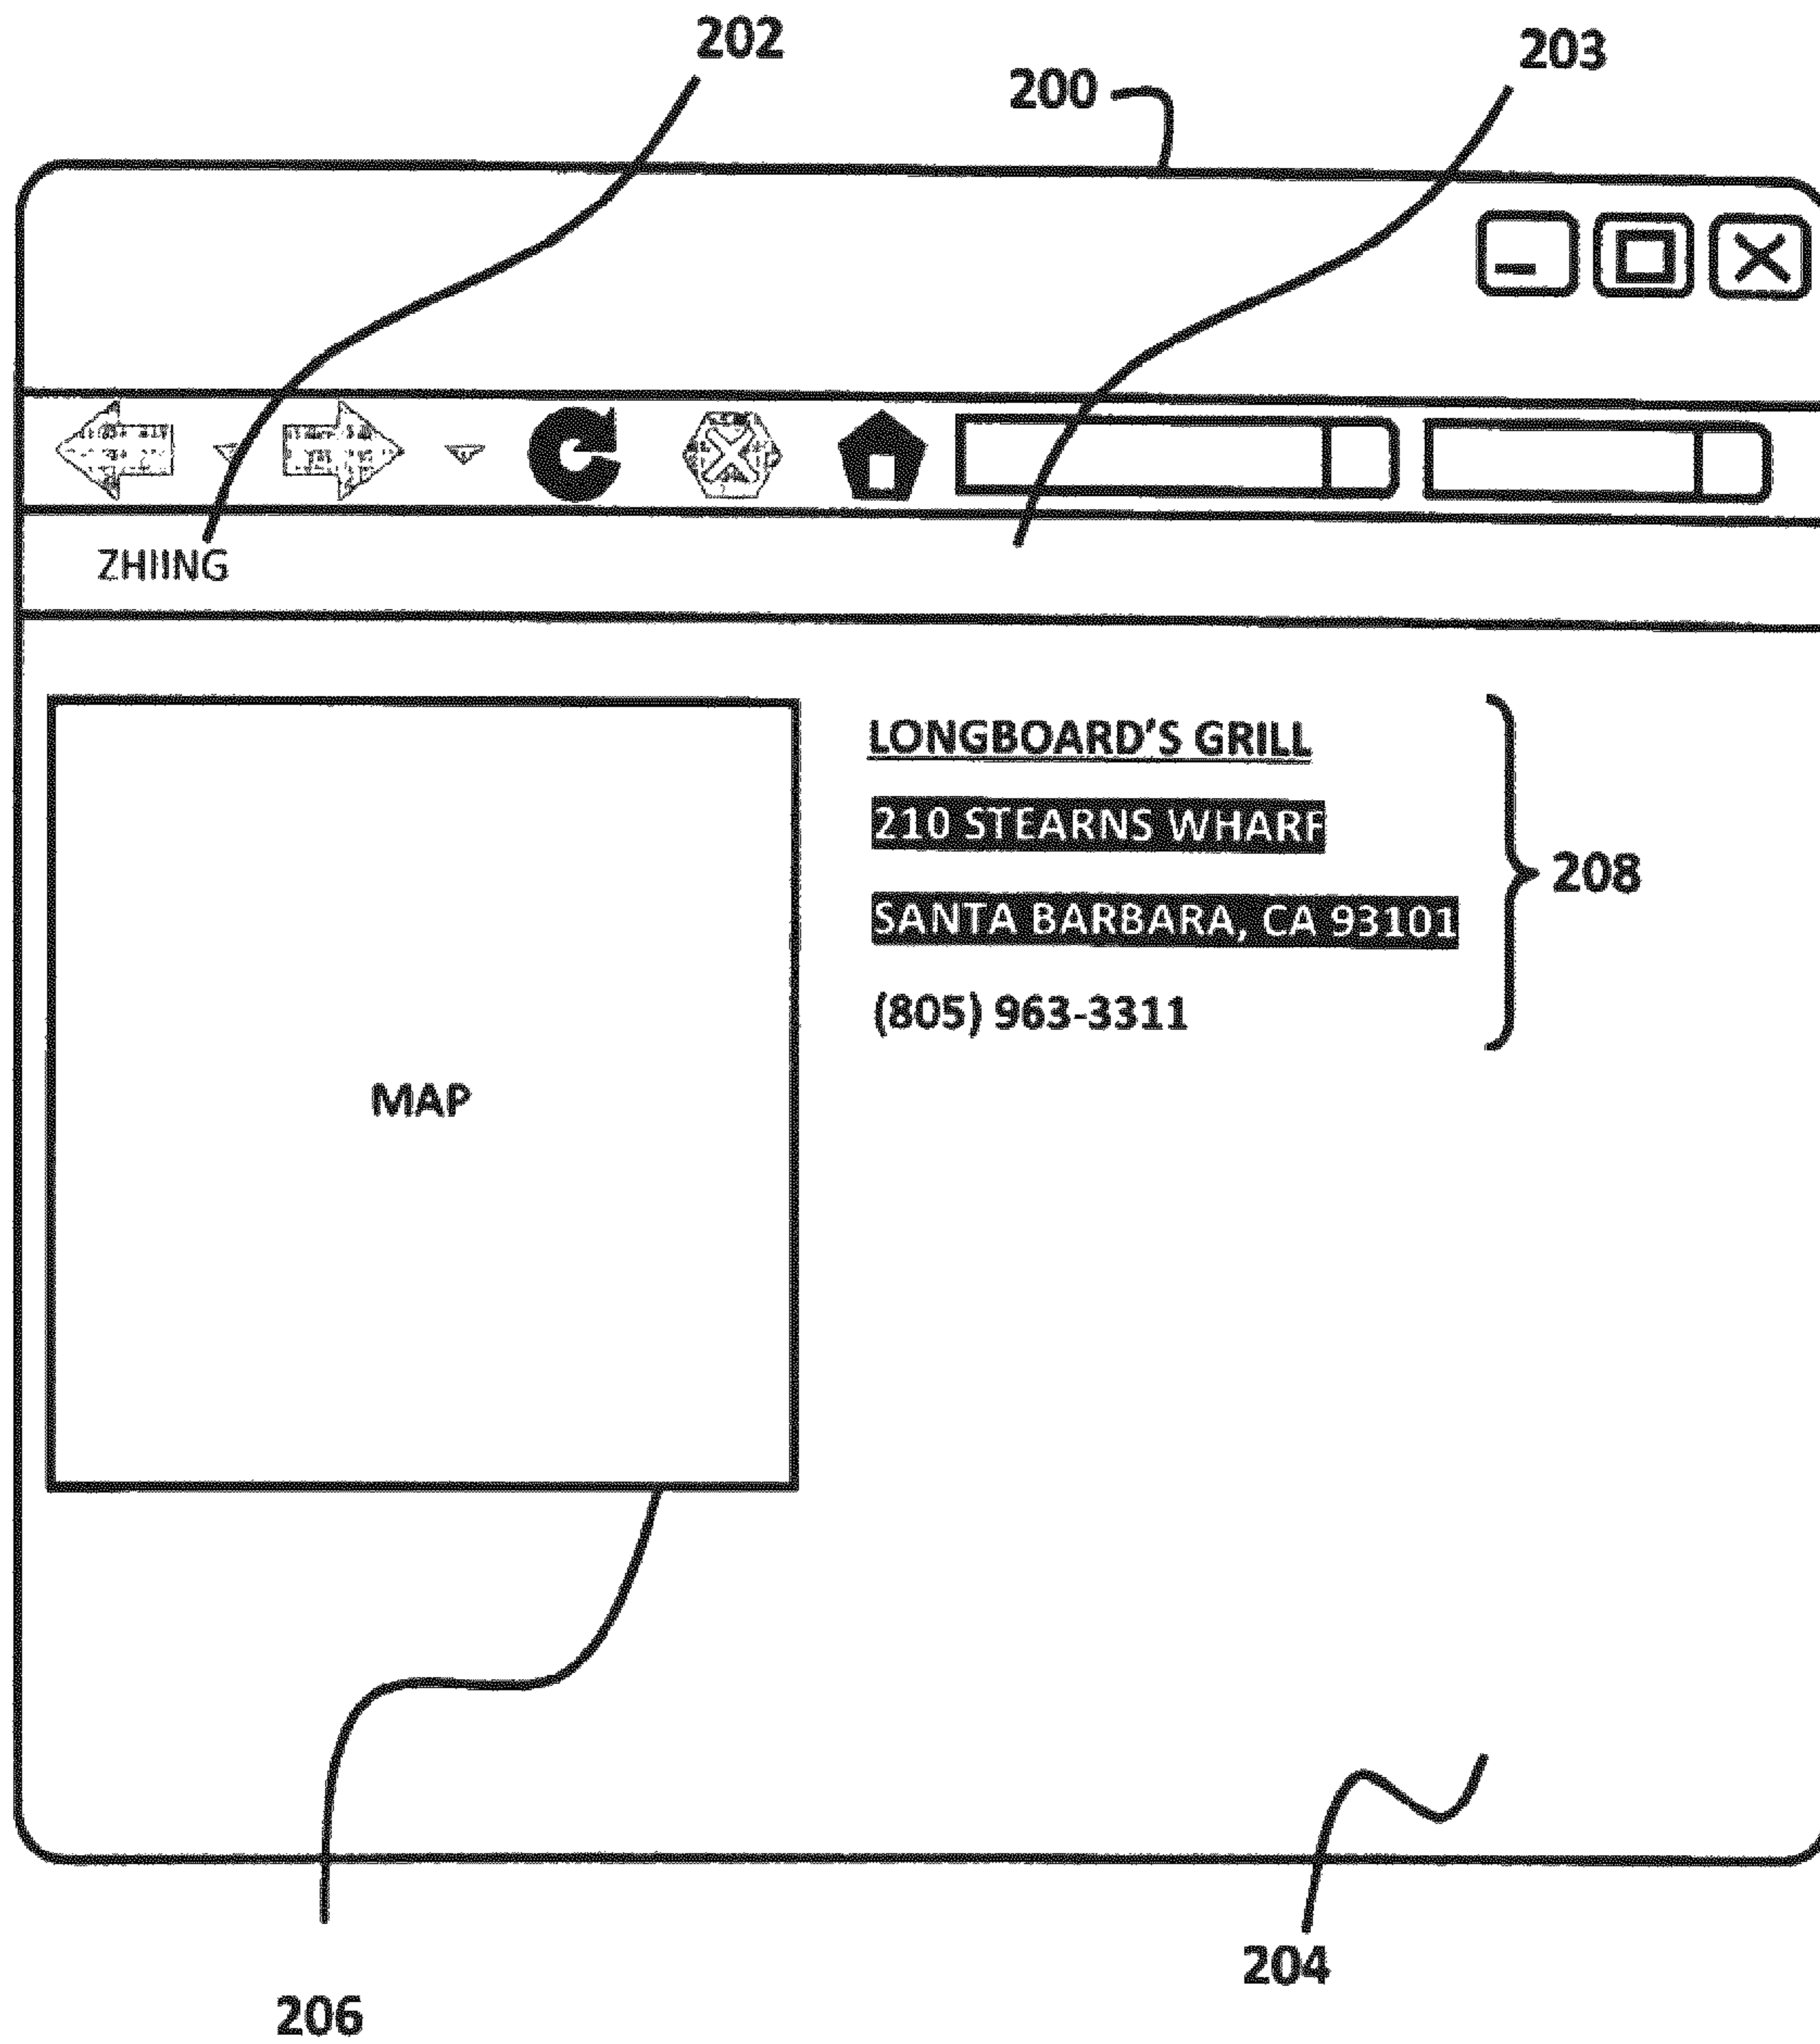 202
203
200
ZHIING
LONGBOARD'S GRILL
210 STEARNS WHARF
SANTA BARBARA, CA 93101
(805) 963-3311
208
MAP
204
206